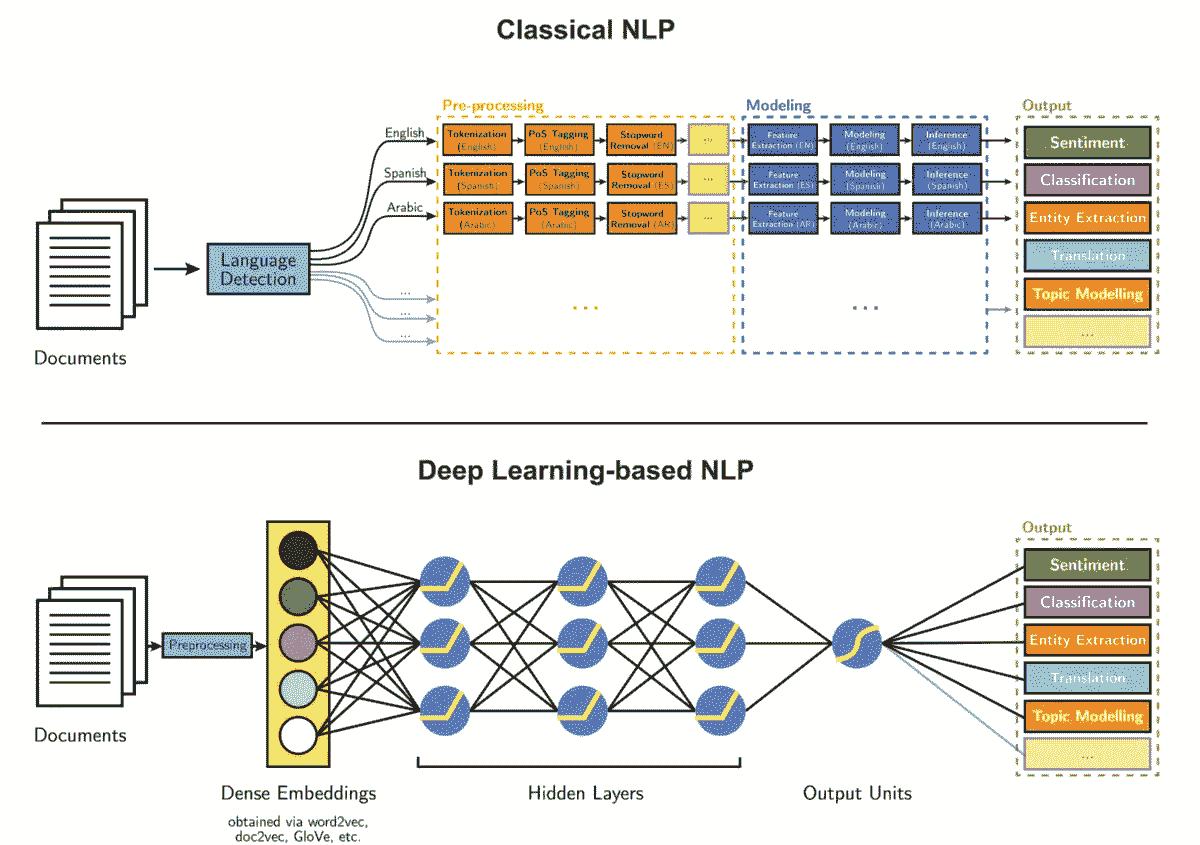 Classical NLP
Pre-processing
Modeling
Output
English
Tokenization
(English)
PoS Tagging
(English)
Stopword
Removal (EN)
...
Feature
Extraction (EN)
Modeling
(English)
Inference
(English)
Sentiment
Spanish
Tokenization
(Spanish)
PoS Tagging
(Spanish)
Stopword
Removal (ES)
...
Feature
Extraction (ES)
Modeling
(Spanish)
Inference
(Spanish)
Classification
Arabic
Tokenization
(Arabic)
PoS Tagging
(Arabic)
Stopword
Removal (AR)
...
Feature
Extraction (AR)
Modeling
(Arabic)
Inference
(Arabic)
Entity Extraction
Language
Detection
Translation
...
...
...
...
...
Topic Modelling
...
Documents
Deep Learning-based NLP
Output
Sentiment
Classification
Entity Extraction
Translation
Topic Modelling
...
Preprocessing
Documents
Dense Embeddings
obtained via word2vec,
doc2vec, GloVe, etc.
Hidden Layers
Output Units